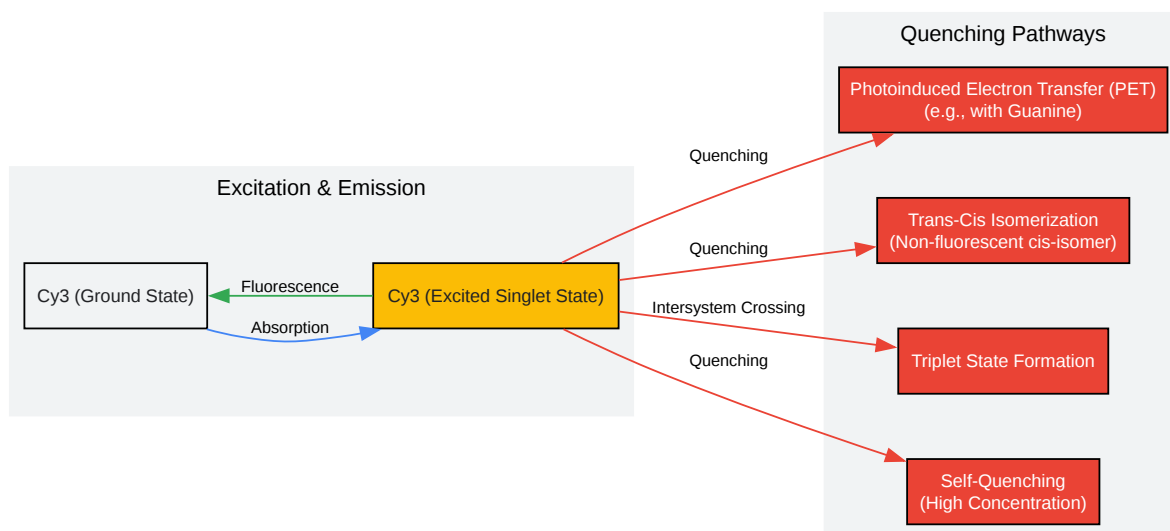 Quenching Pathways
Photoinduced Electron Transfer (PET)
(e.g., with Guanine)
Quenching
Excitation & Emission
Trans-Cis Isomerization
(Non-fluorescent cis-isomer)
Quenching
Cy3 (Ground State)
Fluorescence
Cy3 (Excited Singlet State)
Absorption
Intersystem Crossing
Triplet State Formation
Quenching
Self-Quenching
(High Concentration)